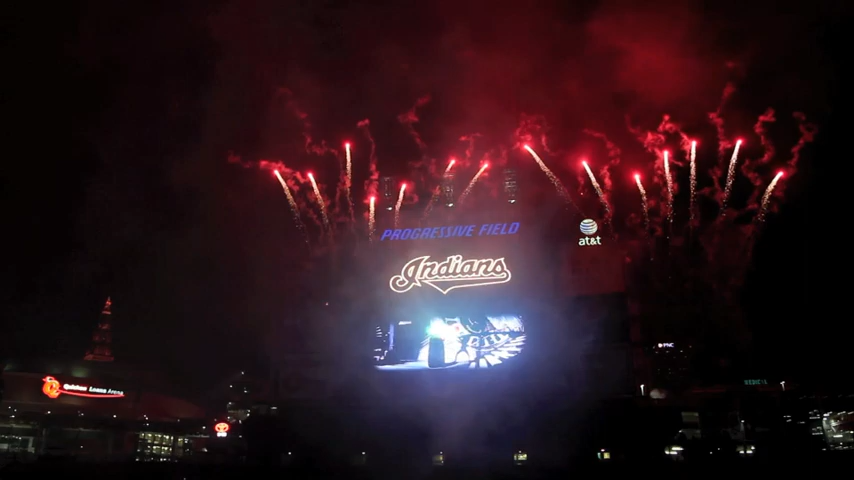 PROGRESSIVE FIELD
at&t
Indians
PNC
Quicken Loans Arena